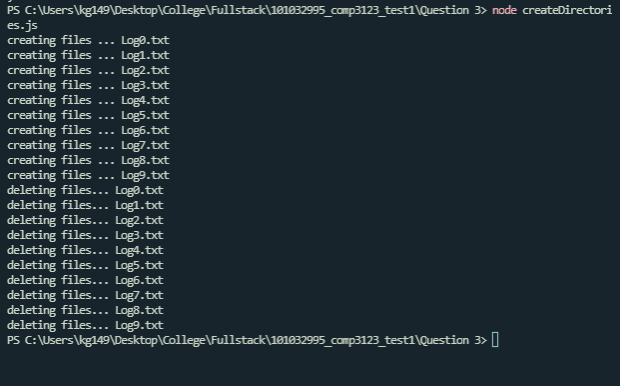 PS C:\Users\kg149\Desktop\College\Fullstack\101032995_comp3123_test1\Question 3> node createDirectori
es.js
creating files ... Log0.txt
creating files ... Log1.txt
creating files ... Log2.txt
creating files ... Log3.txt
creating files ... Log4.txt
creating files ... Log5.txt
creating files ... Log6.txt
creating files ... Log7.txt
creating files ... Log8.txt
creating files ... Log9.txt
deleting files... Log0.txt
deleting files... Log1.txt
deleting files... Log2.txt
deleting files... Log3.txt
deleting files... Log4.txt
deleting files... Log5.txt
deleting files... Log6.txt
deleting files... Log7.txt
deleting files... Log8.txt
deleting files... Log9.txt
PS C:\Users\kg149\Desktop\College\Fullstack\101032995_comp3123_test1\Question 3>